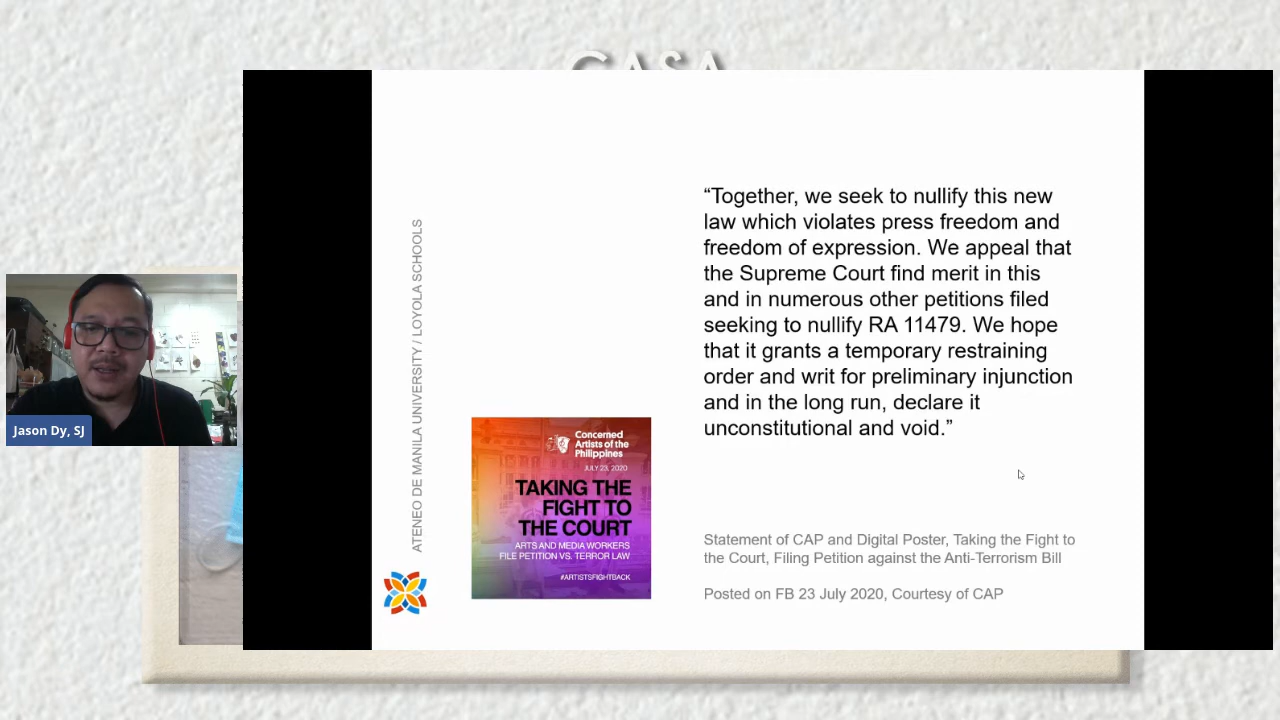 CASA
“Together, we seek to nullify this new
law which violates press freedom and
freedom of expression. We appeal that
the Supreme Court find merit in this
and in numerous other petitions filed
seeking to nullify RA 11479. We hope
that it grants a temporary restraining
order and writ for preliminary injunction
and in the long run, declare it
unconstitutional and void.”
ATENEO DE MANILA UNIVERSITY / LOYOLA SCHOOLS
Jason Dy, SJ
Concerned
Artists of the
Philippines
JULY 23, 2020
TAKING THE
FIGHT TO
THE COURT
ARTS AND MEDIA WORKERS
FILE PETITION VS. TERROR LAW
#ARTISTSFIGHTBACK
Statement of CAP and Digital Poster, Taking the Fight to
the Court, Filing Petition against the Anti-Terrorism Bill
Posted on FB 23 July 2020, Courtesy of CAP